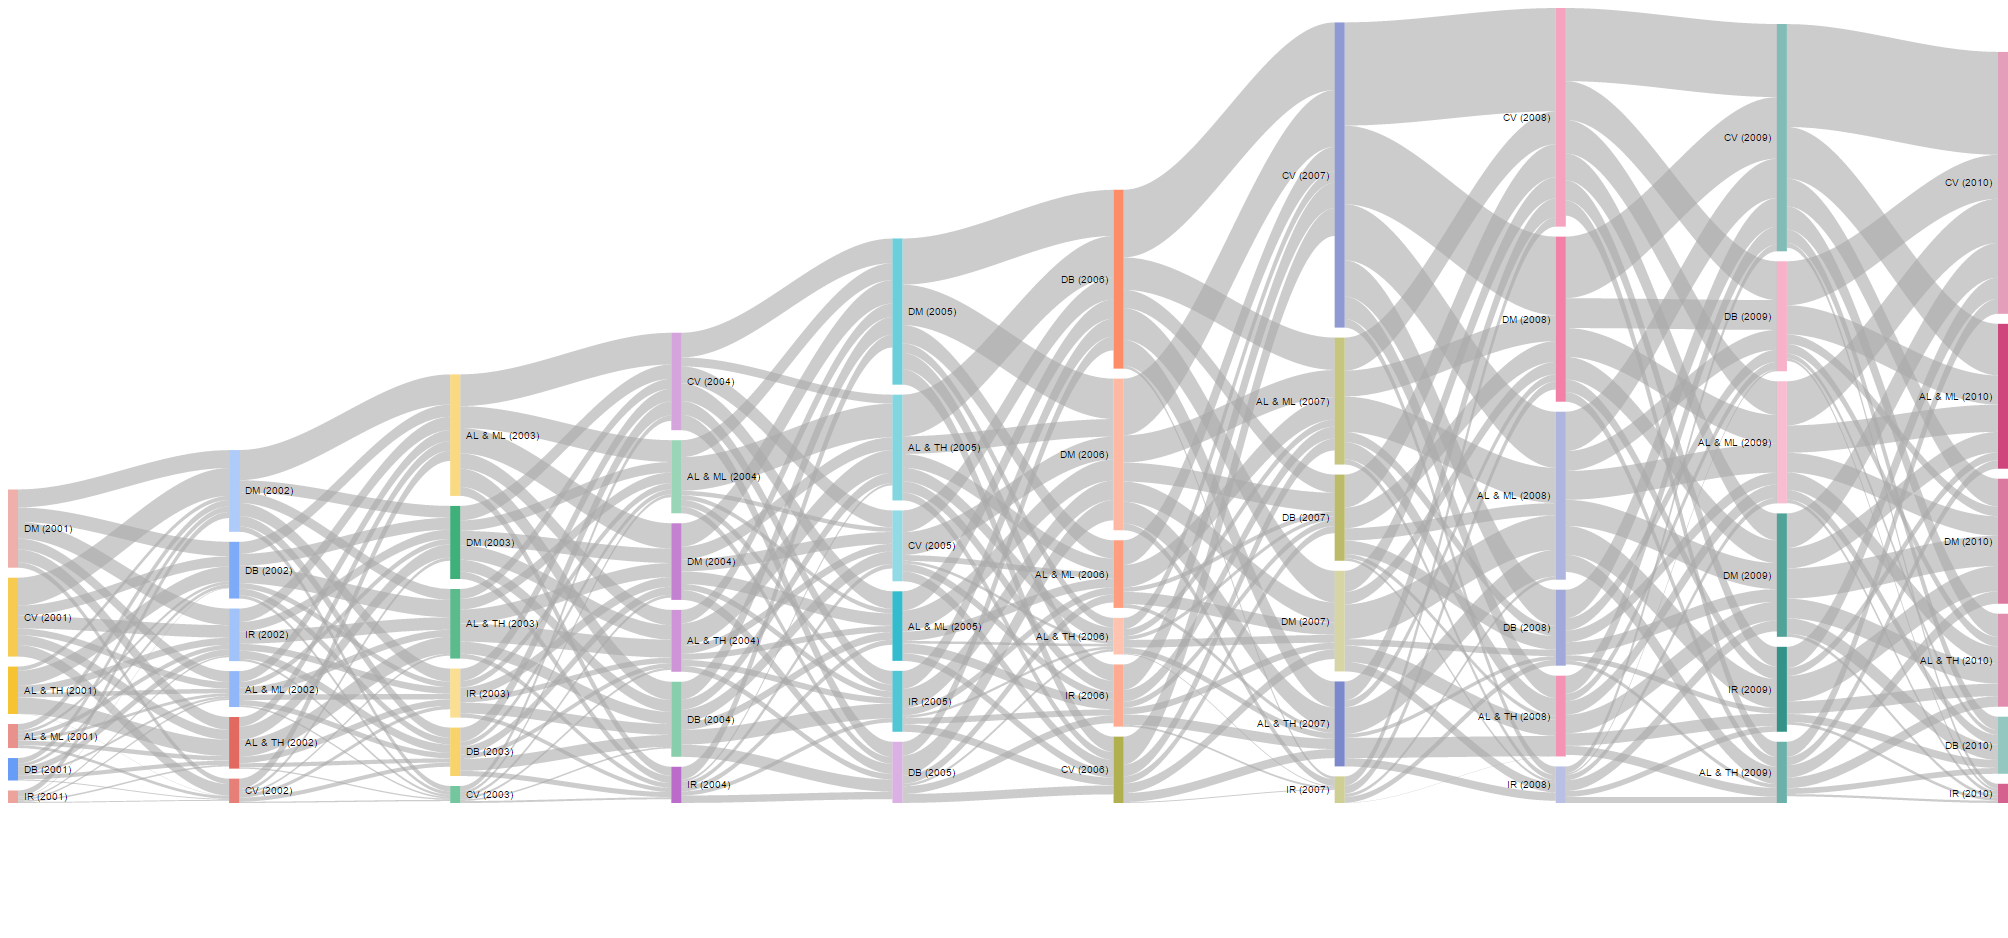 DM (2001)
CV (2001)
AL & TH (2001)
AL & ML (2001)
DB (2001)
IR (2001)
DM (2002)
DB (2002)
IR (2002)
AL & ML (2002)
AL & TH (2002)
CV (2002)
AL & ML (2003)
DM (2003)
AL & TH (2003)
IR (2003)
DB (2003)
CV (2003)
CV (2004)
AL & ML (2004)
DM (2004)
AL & TH (2004)
DB (2004)
IR (2004)
DM (2005)
AL & TH (2005)
CV (2005)
AL & ML (2005)
IR (2005)
DB (2005)
DB (2006)
DM (2006)
AL & ML (2006)
AL & TH (2006)
IR (2006)
CV (2006)
CV (2007)
AL & ML (2007)
DB (2007)
DM (2007)
AL & TH (2007)
IR (2007)
CV (2008)
DM (2008)
AL & ML (2008)
DB (2008)
AL & TH (2008)
IR (2008)
CV (2009)
DB (2009)
AL & ML (2009)
DM (2009)
IR (2009)
AL & TH (2009)
CV (2010)
AL & ML (2010)
DM (2010)
AL & TH (2010)
DB (2010)
IR (2010)